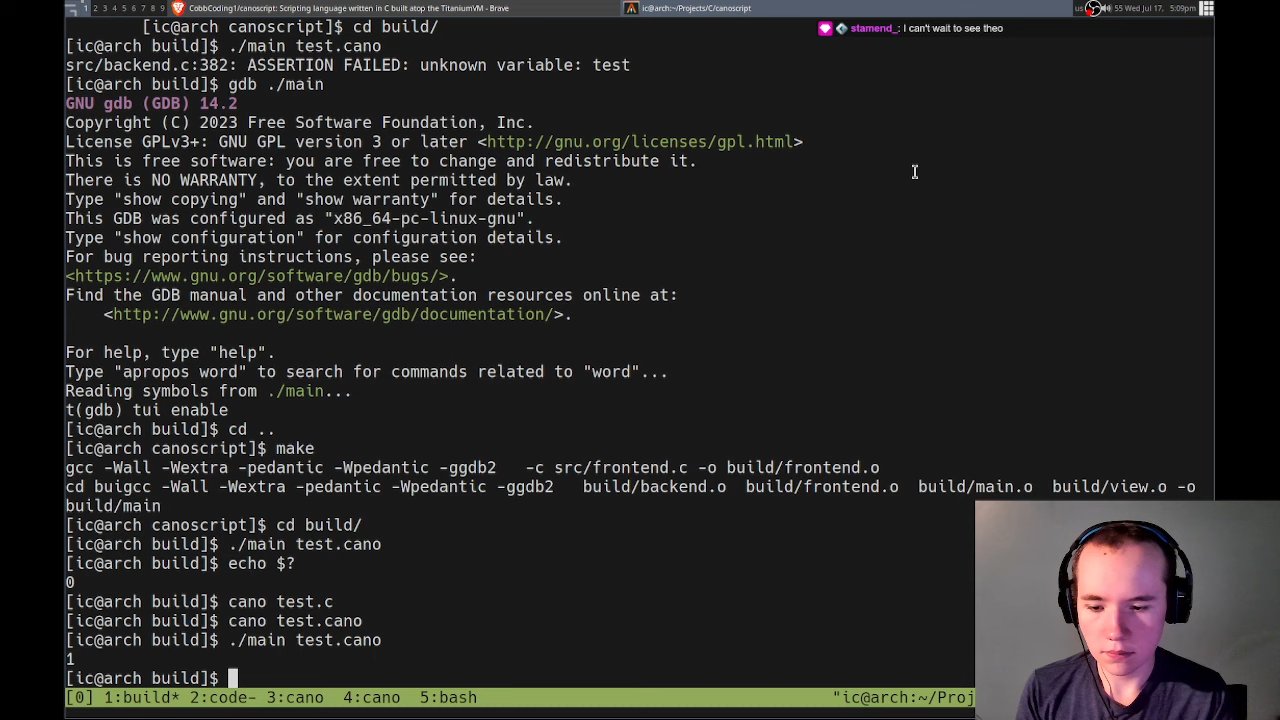 1 2 3 4 5 6 7 8 9 CobbCoding1/canoscript: Scripting language written in C built atop the TitaniumVM - Brave ic@arch:~/Projects/C/canoscript us 55 Wed Jul 17, 5:09pm
[ic@arch canoscript]$ cd build/
stamend_: I can't wait to see theo
[ic@arch build]$ ./main test.cano
src/backend.c:382: ASSERTION FAILED: unknown variable: test
[ic@arch build]$ gdb ./main
GNU gdb (GDB) 14.2
Copyright (C) 2023 Free Software Foundation, Inc.
License GPLv3+: GNU GPL version 3 or later <http://gnu.org/licenses/gpl.html>
This is free software: you are free to change and redistribute it.
There is NO WARRANTY, to the extent permitted by law.
Type "show copying" and "show warranty" for details.
This GDB was configured as "x86_64-pc-linux-gnu".
Type "show configuration" for configuration details.
For bug reporting instructions, please see:
<https://www.gnu.org/software/gdb/bugs/>.
Find the GDB manual and other documentation resources online at:
<http://www.gnu.org/software/gdb/documentation/>.
For help, type "help".
Type "apropos word" to search for commands related to "word"...
Reading symbols from ./main...
t(gdb) tui enable
[ic@arch build]$ cd ..
[ic@arch canoscript]$ make
gcc -Wall -Wextra -pedantic -Wpedantic -ggdb2 -c src/frontend.c -o build/frontend.o
cd buigcc -Wall -Wextra -pedantic -Wpedantic -ggdb2 build/backend.o build/frontend.o build/main.o build/view.o -o
build/main
[ic@arch canoscript]$ cd build/
[ic@arch build]$ ./main test.cano
[ic@arch build]$ echo $?
0
[ic@arch build]$ cano test.c
[ic@arch build]$ cano test.cano
[ic@arch build]$ ./main test.cano
1
[ic@arch build]$
[0] 1:build* 2:code- 3:cano 4:cano 5:bash "ic@arch:~/Proj